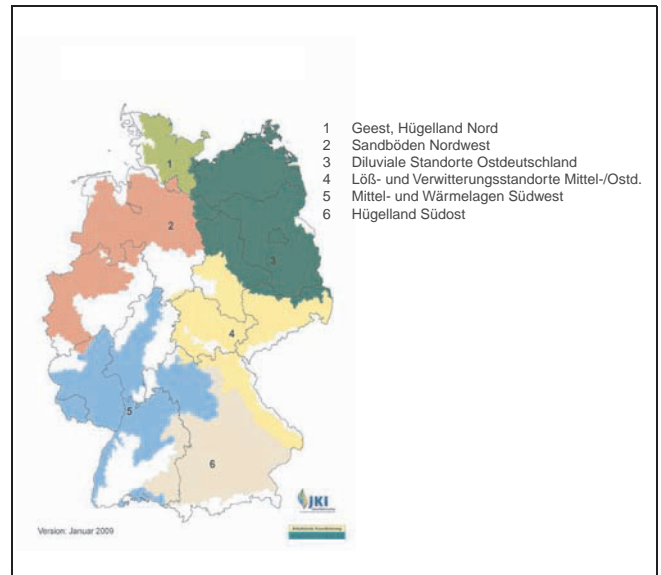 1 Geest, Hügelland Nord
2 Sandböden Nordwest
3 Diluviale Standorte Ostdeutschland
4 Löß- und Verwitterungsstandorte Mittel-/Ostd.
5 Mittel- und Wärmelagen Südwest
6 Hügelland Südost
1
2
3
4
5
6
JKI
Version: Januar 2009